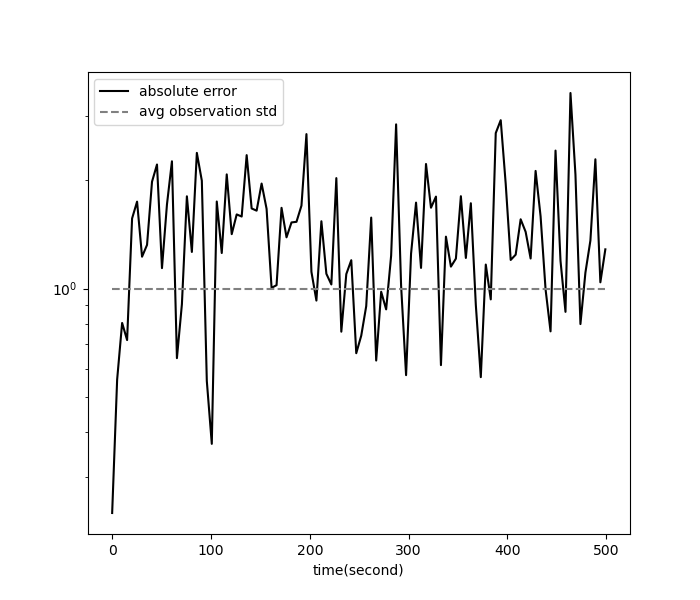 absolute error
avg observation std
10⁰
0 100 200 300 400 500
time(second)